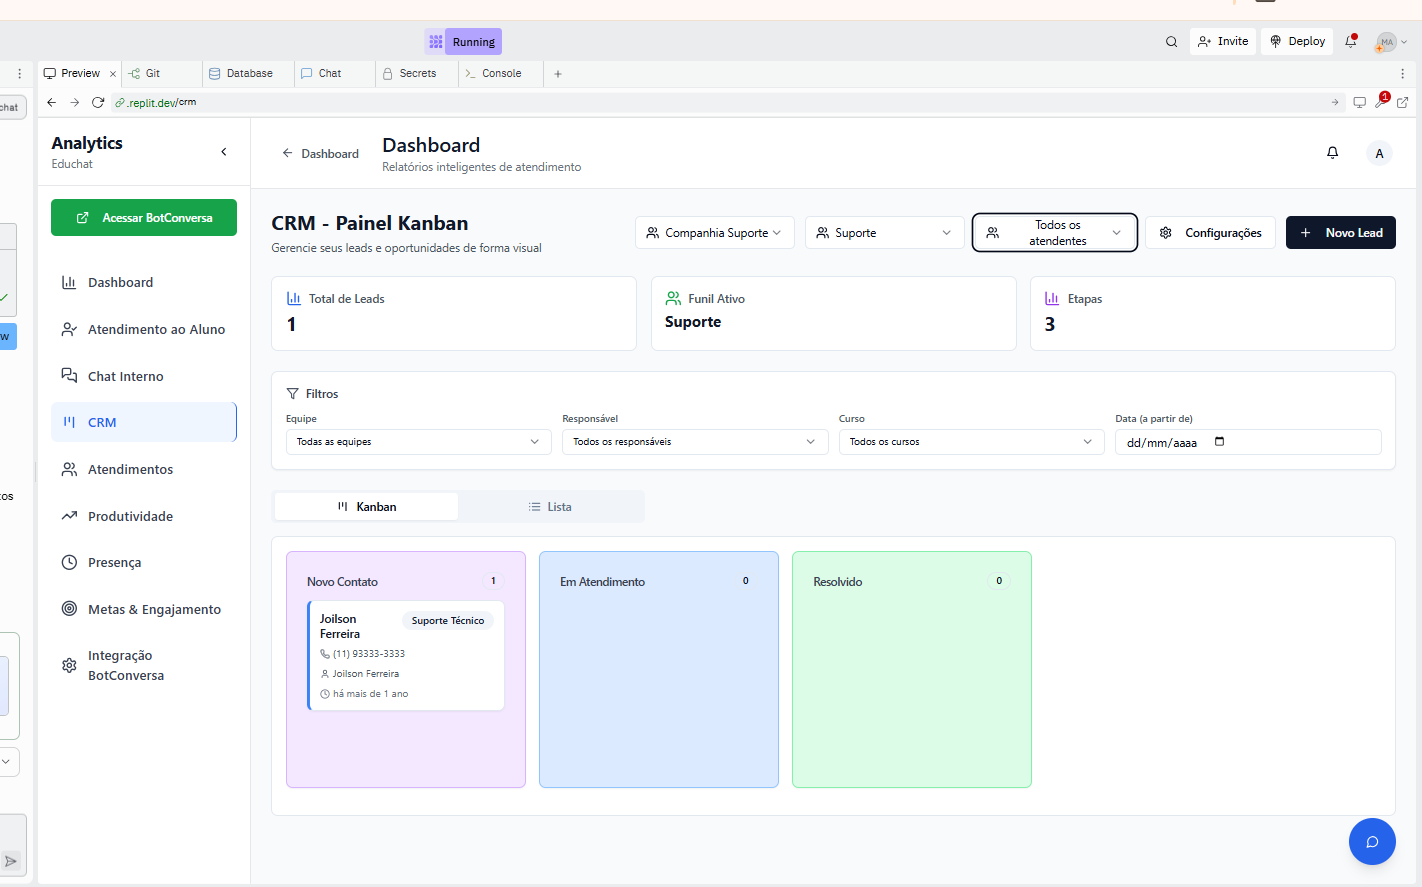 Running
Invite
Deploy
MA
Preview
Git
Database
Chat
Secrets
Console
.replit.dev/crm
1
chat
Analytics
Educhat
Dashboard
Dashboard
Relatórios inteligentes de atendimento
A
Acessar BotConversa
Dashboard
Atendimento ao Aluno
Chat Interno
CRM
Atendimentos
Produtividade
Presença
Metas & Engajamento
Integração
BotConversa
CRM - Painel Kanban
Gerencie seus leads e oportunidades de forma visual
Companhia Suporte
Suporte
Todos os
atendentes
Configurações
Novo Lead
Total de Leads
1
Funil Ativo
Suporte
Etapas
3
Filtros
Equipe
Todas as equipes
Responsável
Todos os responsáveis
Curso
Todos os cursos
Data (a partir de)
dd/mm/aaaa
Kanban
Lista
Novo Contato
1
Joilson
Ferreira
Suporte Técnico
(11) 93333-3333
Joilson Ferreira
há mais de 1 ano
Em Atendimento
0
Resolvido
0